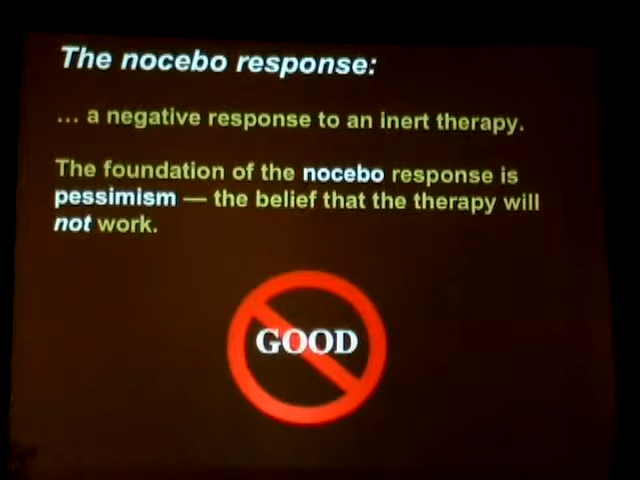 The nocebo response:
... a negative response to an inert therapy.
The foundation of the nocebo response is
pessimism — the belief that the therapy will
not work.
GOOD